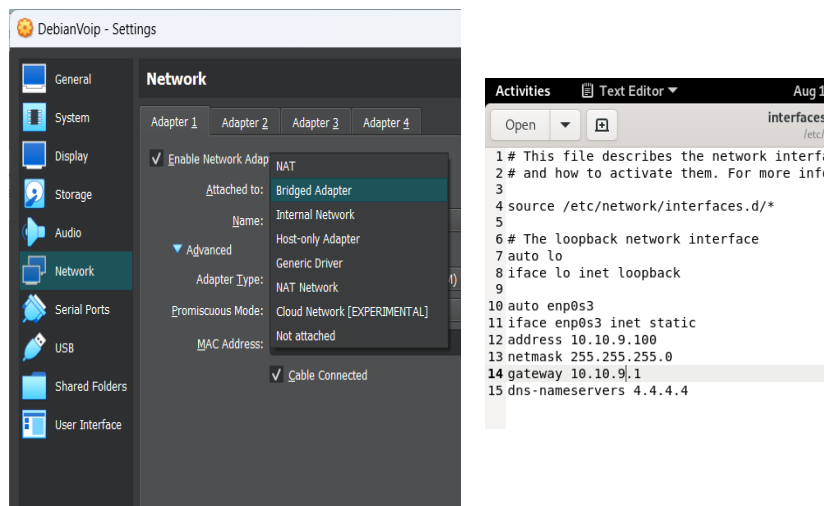 DebianVoip - Settings
General
System
Display
Storage
Audio
Network
Serial Ports
USB
Shared Folders
User Interface
Network
Adapter 1 Adapter 2 Adapter 3 Adapter 4
Enable Network Adap
Attached to:
Name:
Advanced
Adapter Type:
Promiscuous Mode:
MAC Address:
Cable Connected
NAT
Bridged Adapter
Internal Network
Host-only Adapter
Generic Driver
NAT Network
Cloud Network [EXPERIMENTAL]
Not attached
Activities Text Editor Aug 1
Open interfaces
/etc/
1 # This file describes the network interfa
2 # and how to activate them. For more info
3
4 source /etc/network/interfaces.d/*
5
6 # The loopback network interface
7 auto lo
8 iface lo inet loopback
9
10 auto enp0s3
11 iface enp0s3 inet static
12 address 10.10.9.100
13 netmask 255.255.255.0
14 gateway 10.10.9.1
15 dns-nameservers 4.4.4.4